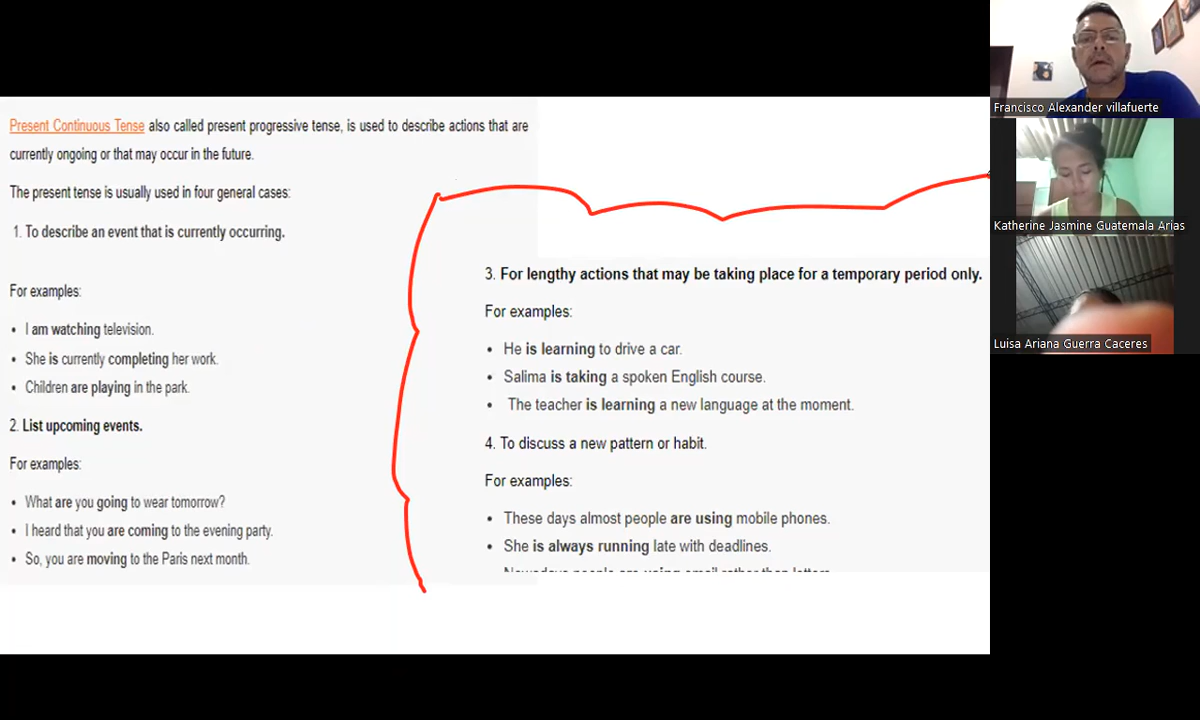 Present Continuous Tense also called present progressive tense, is used to describe actions that are
currently ongoing or that may occur in the future.
The present tense is usually used in four general cases:
1. To describe an event that is currently occurring.
For examples:
• I am watching television.
• She is currently completing her work.
• Children are playing in the park.
2. List upcoming events.
For examples:
• What are you going to wear tomorrow?
• I heard that you are coming to the evening party.
• So, you are moving to the Paris next month.
3. For lengthy actions that may be taking place for a temporary period only.
For examples:
• He is learning to drive a car.
• Salima is taking a spoken English course.
• The teacher is learning a new language at the moment.
4. To discuss a new pattern or habit.
For examples:
• These days almost people are using mobile phones.
• She is always running late with deadlines.
Nowadays people are using email rather than letters
Francisco Alexander villafuerte
Katherine Jasmine Guatemala Arias
Luisa Ariana Guerra Caceres